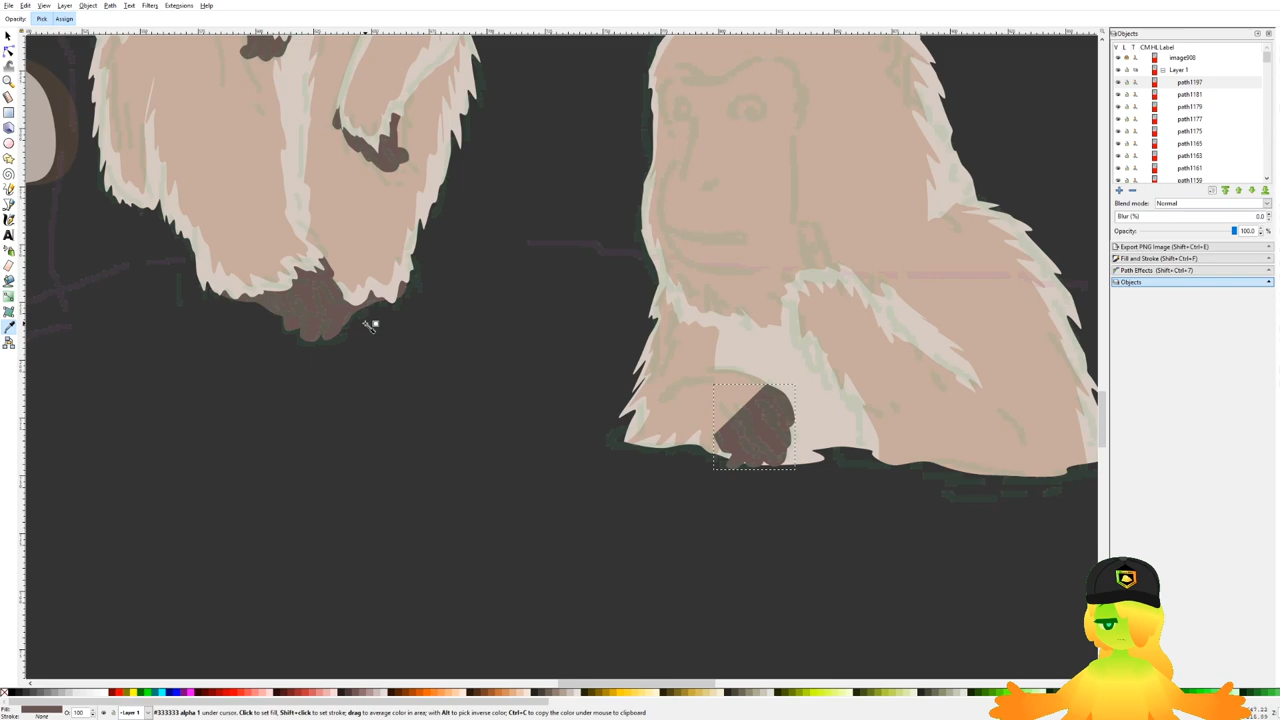 File Edit View Layer Object Path Text Filters Extensions Help
Opacity: Pick Assign
Objects
V L T CM HL Label
image908
Layer 1
path1197
path1181
path1179
path1177
path1175
path1165
path1163
path1161
path1159
Blend mode: Normal
Blur (%) 0.0
Opacity: 100.0 %
Export PNG Image (Shift+Ctrl+E)
Fill and Stroke (Shift+Ctrl+F)
Path Effects (Shift+Ctrl+7)
Objects
Fill:
Stroke: None
O: 100
Layer 1
#333333 alpha 1 under cursor. Click to set fill, Shift+click to set stroke; drag to average color in area; with Alt to pick inverse color; Ctrl+C to copy the color under mouse to clipboard